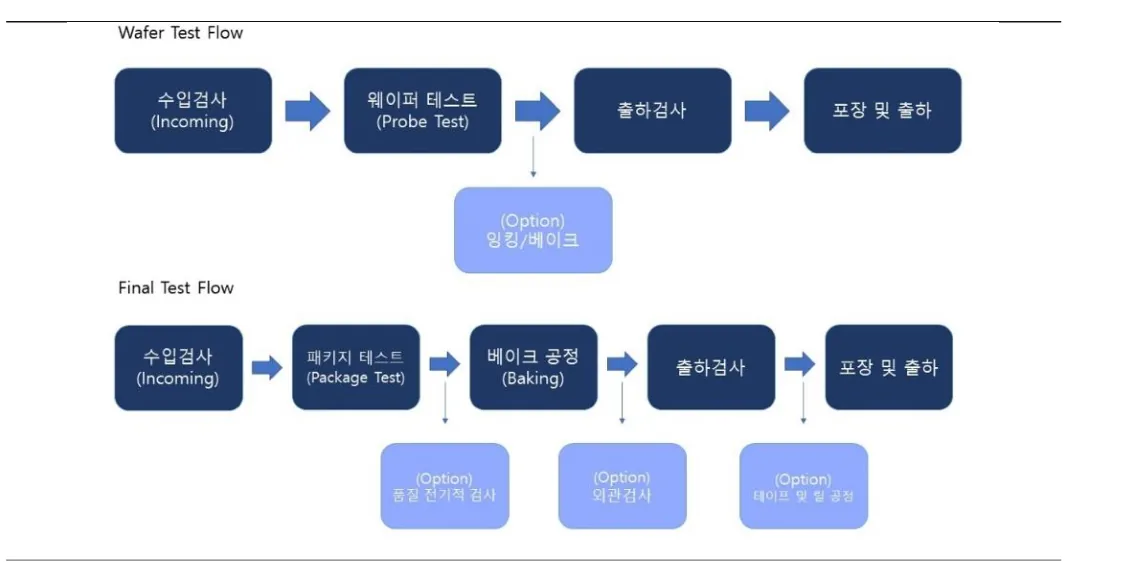 Wafer Test Flow
수입검사
(Incoming)
웨이퍼 테스트
(Probe Test)
출하검사
포장 및 출하
(Option)
잉킹/베이크
Final Test Flow
수입검사
(Incoming)
패키지 테스트
(Package Test)
베이크 공정
(Baking)
출하검사
포장 및 출하
(Option)
품질 전기적 검사
(Option)
외관검사
(Option)
테이프 및 릴 공정